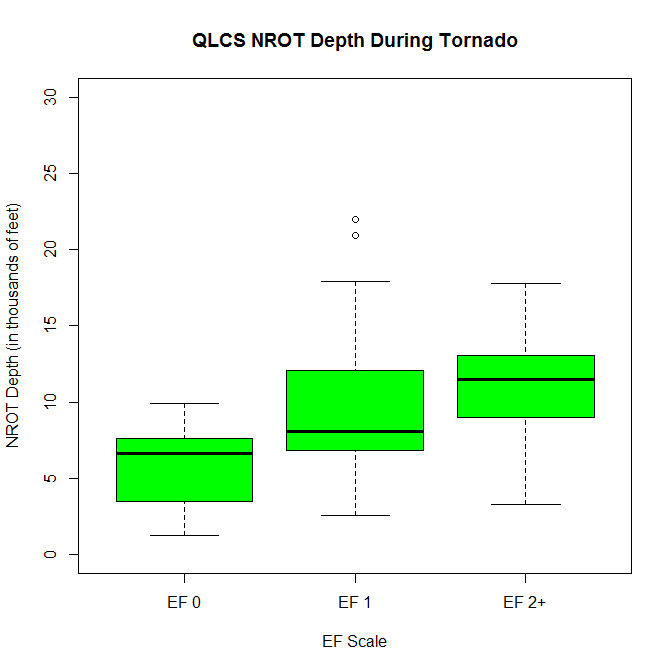 QLCS NROT Depth During Tornado
NROT Depth (in thousands of feet)
30
25
20
15
10
5
0
EF 0 EF 1 EF 2+
EF Scale